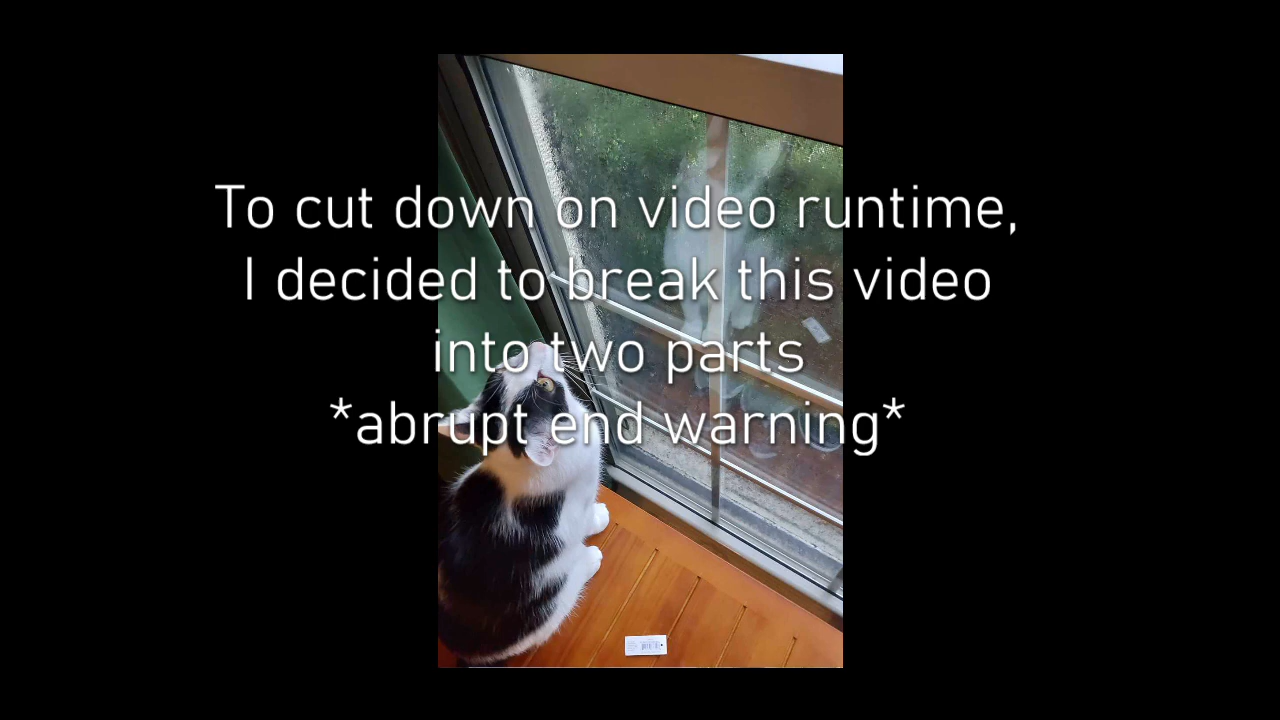 To cut down on video runtime,
I decided to break this video
into two parts
*abrupt end warning*